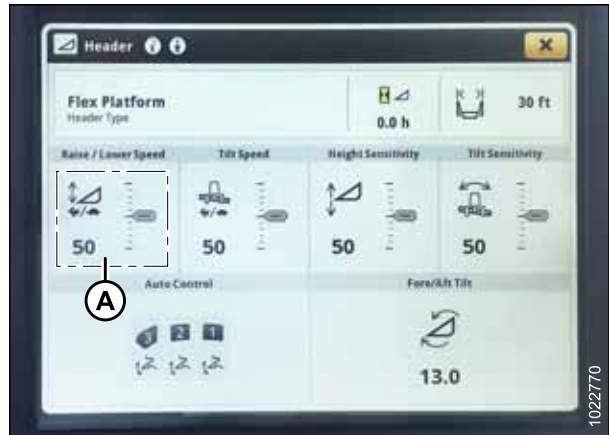 Header
Flex Platform
Header Type
0.0 h
30 ft
Raise / Lower Speed
Tilt Speed
Height Sensitivity
Tilt Sensitivity
50
50
50
50
A
Auto Control
Fore/Aft Tilt
3 2 1
13.0
1022770